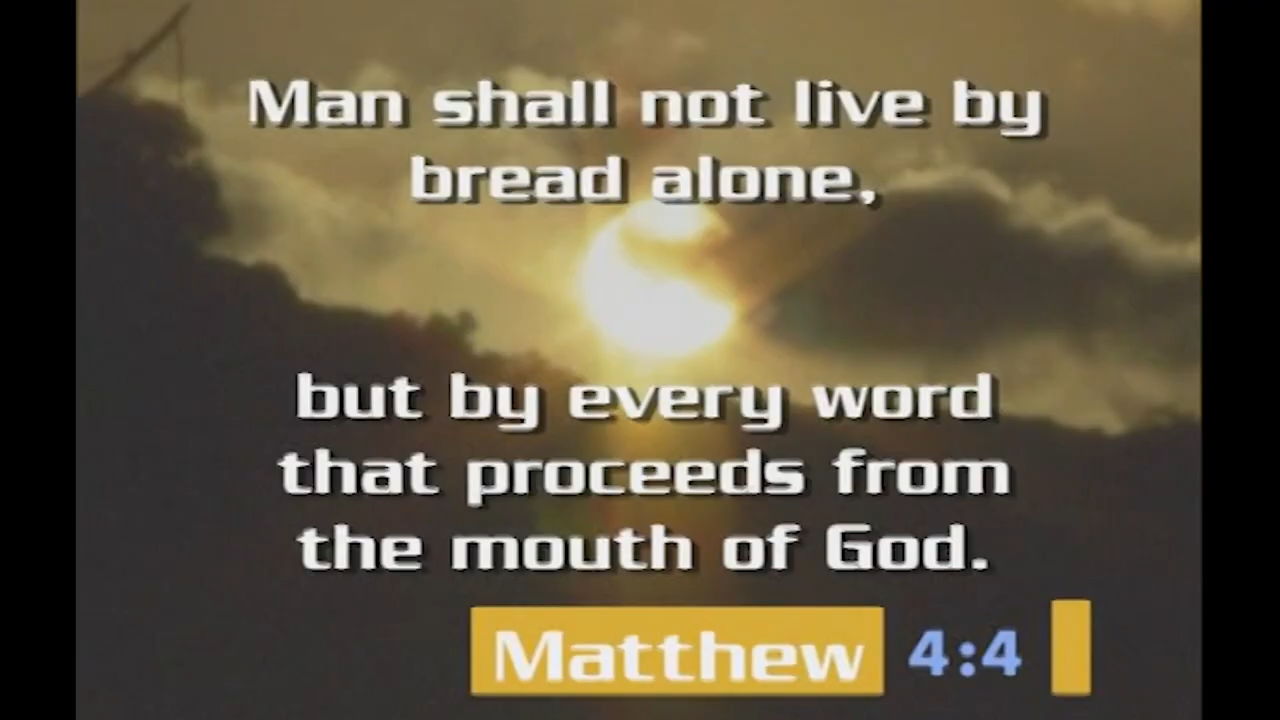 Man shall not live by
bread alone,
but by every word
that proceeds from
the mouth of God.
Matthew 4:4